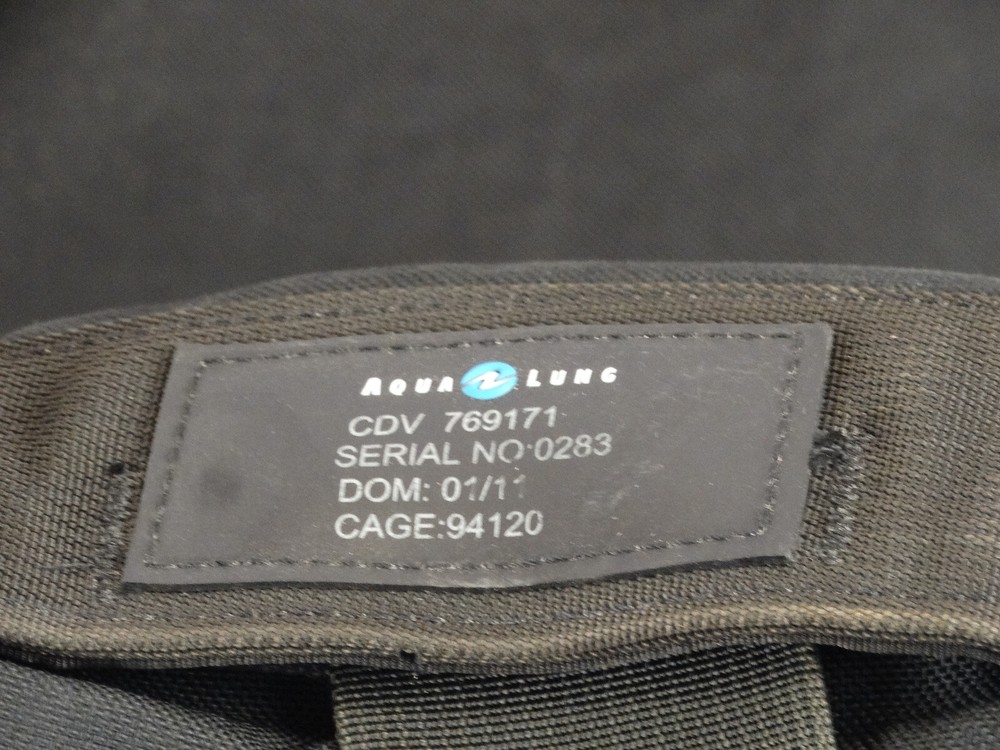 AQUA LUNG
CDV 769171
SERIAL NO:0283
DOM: 01/11
CAGE:94120